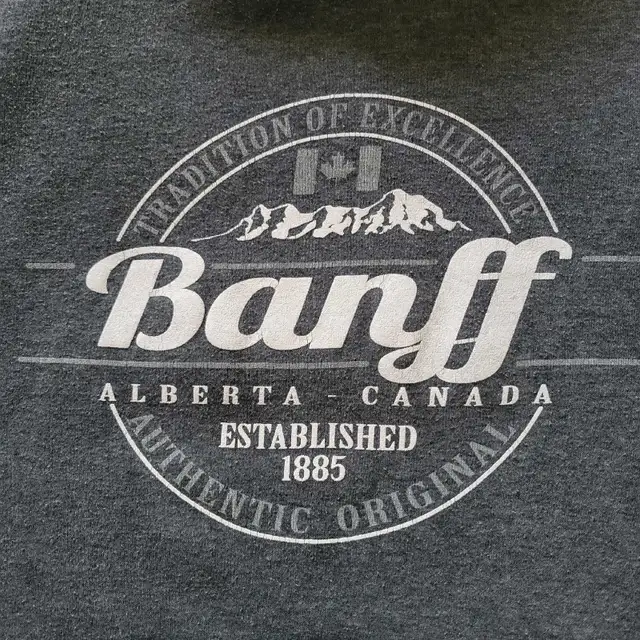 TRADITION OF EXCELLENCE
Banff
ALBERTA - CANADA
ESTABLISHED
1885
AUTHENTIC ORIGINAL